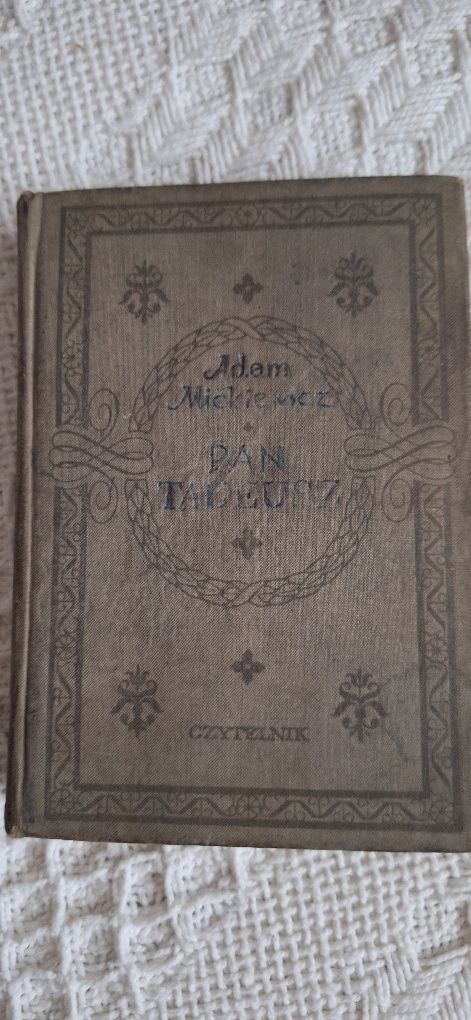 Adam
Mickiewicz
PAN
TADEUSZ
CZYTELNIK